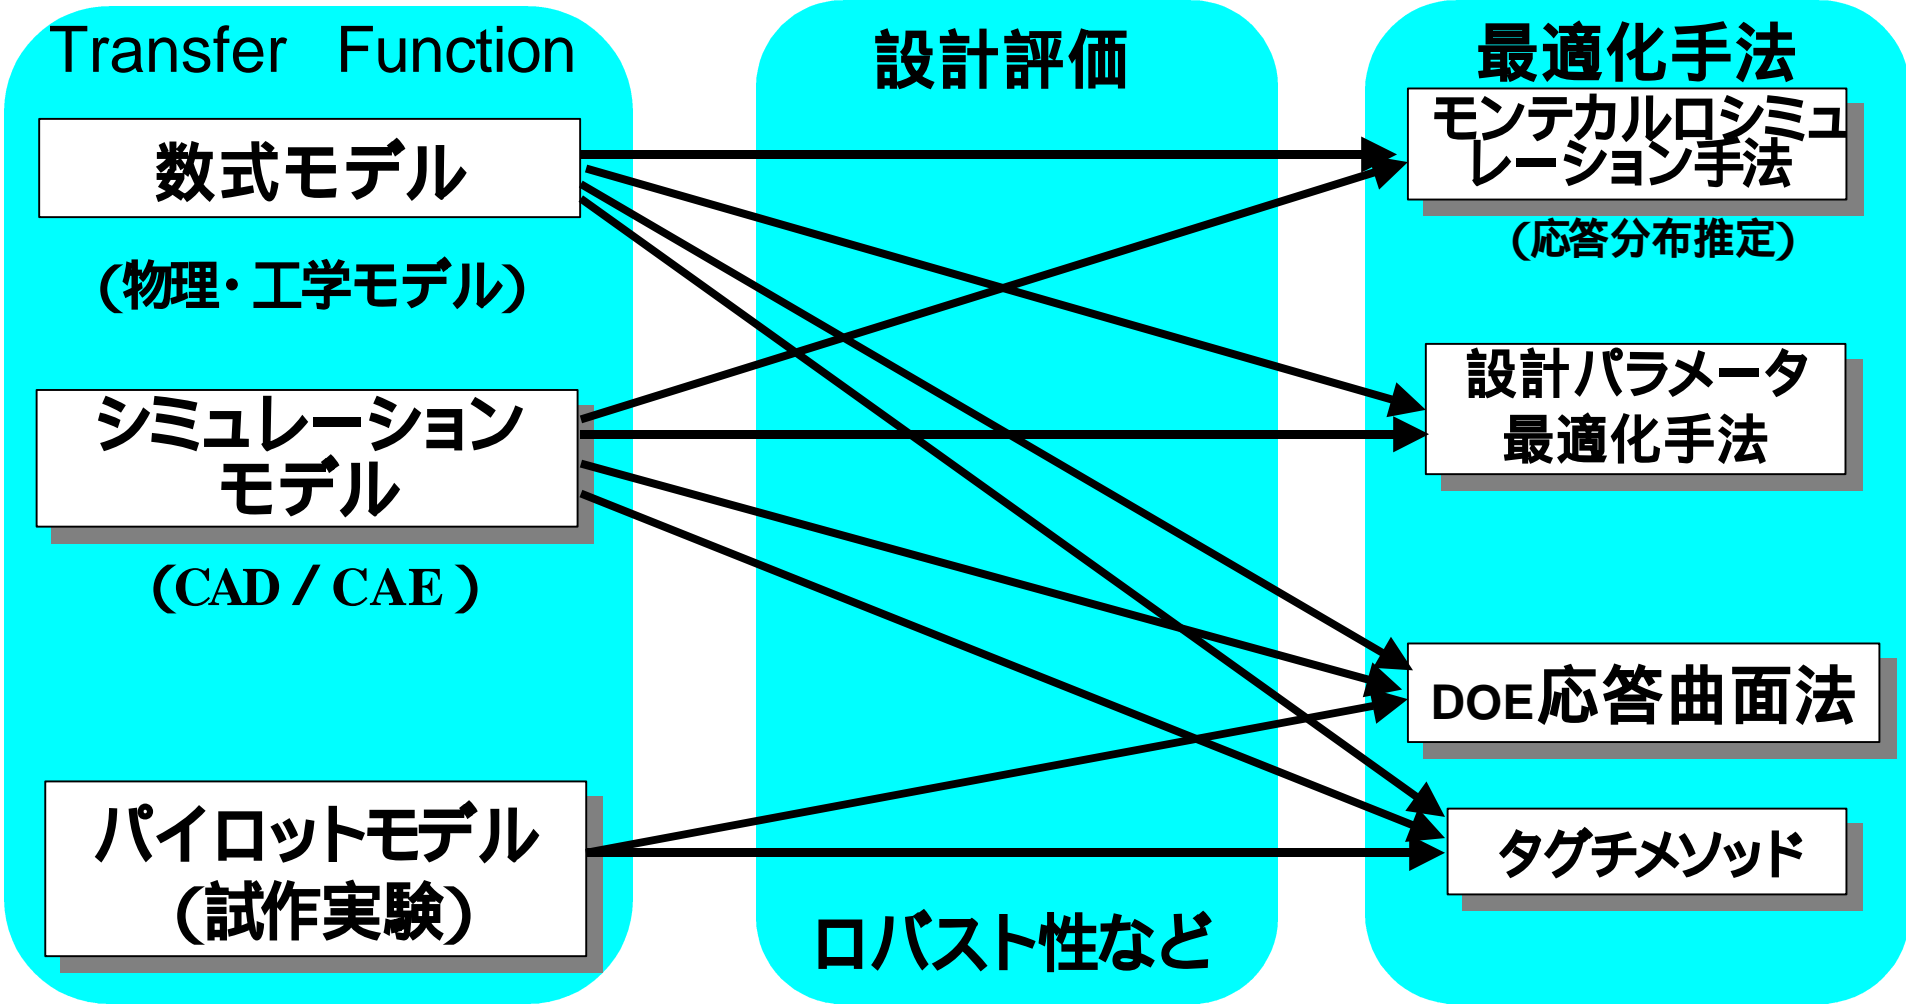 Transfer Function
数式モデル
(物理・工学モデル)
シミュレーション
モデル
(CAD / CAE )
パイロットモデル
(試作実験)
設計評価
ロバスト性など
最適化手法
モンテカルロシミュ
レーション手法
(応答分布推定)
設計パラメータ
最適化手法
DOE応答曲面法
タグチメソッド